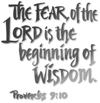 THE FEAR OF THE
LORD is the
beginning of
WISDOM.
Proverbs 9:10